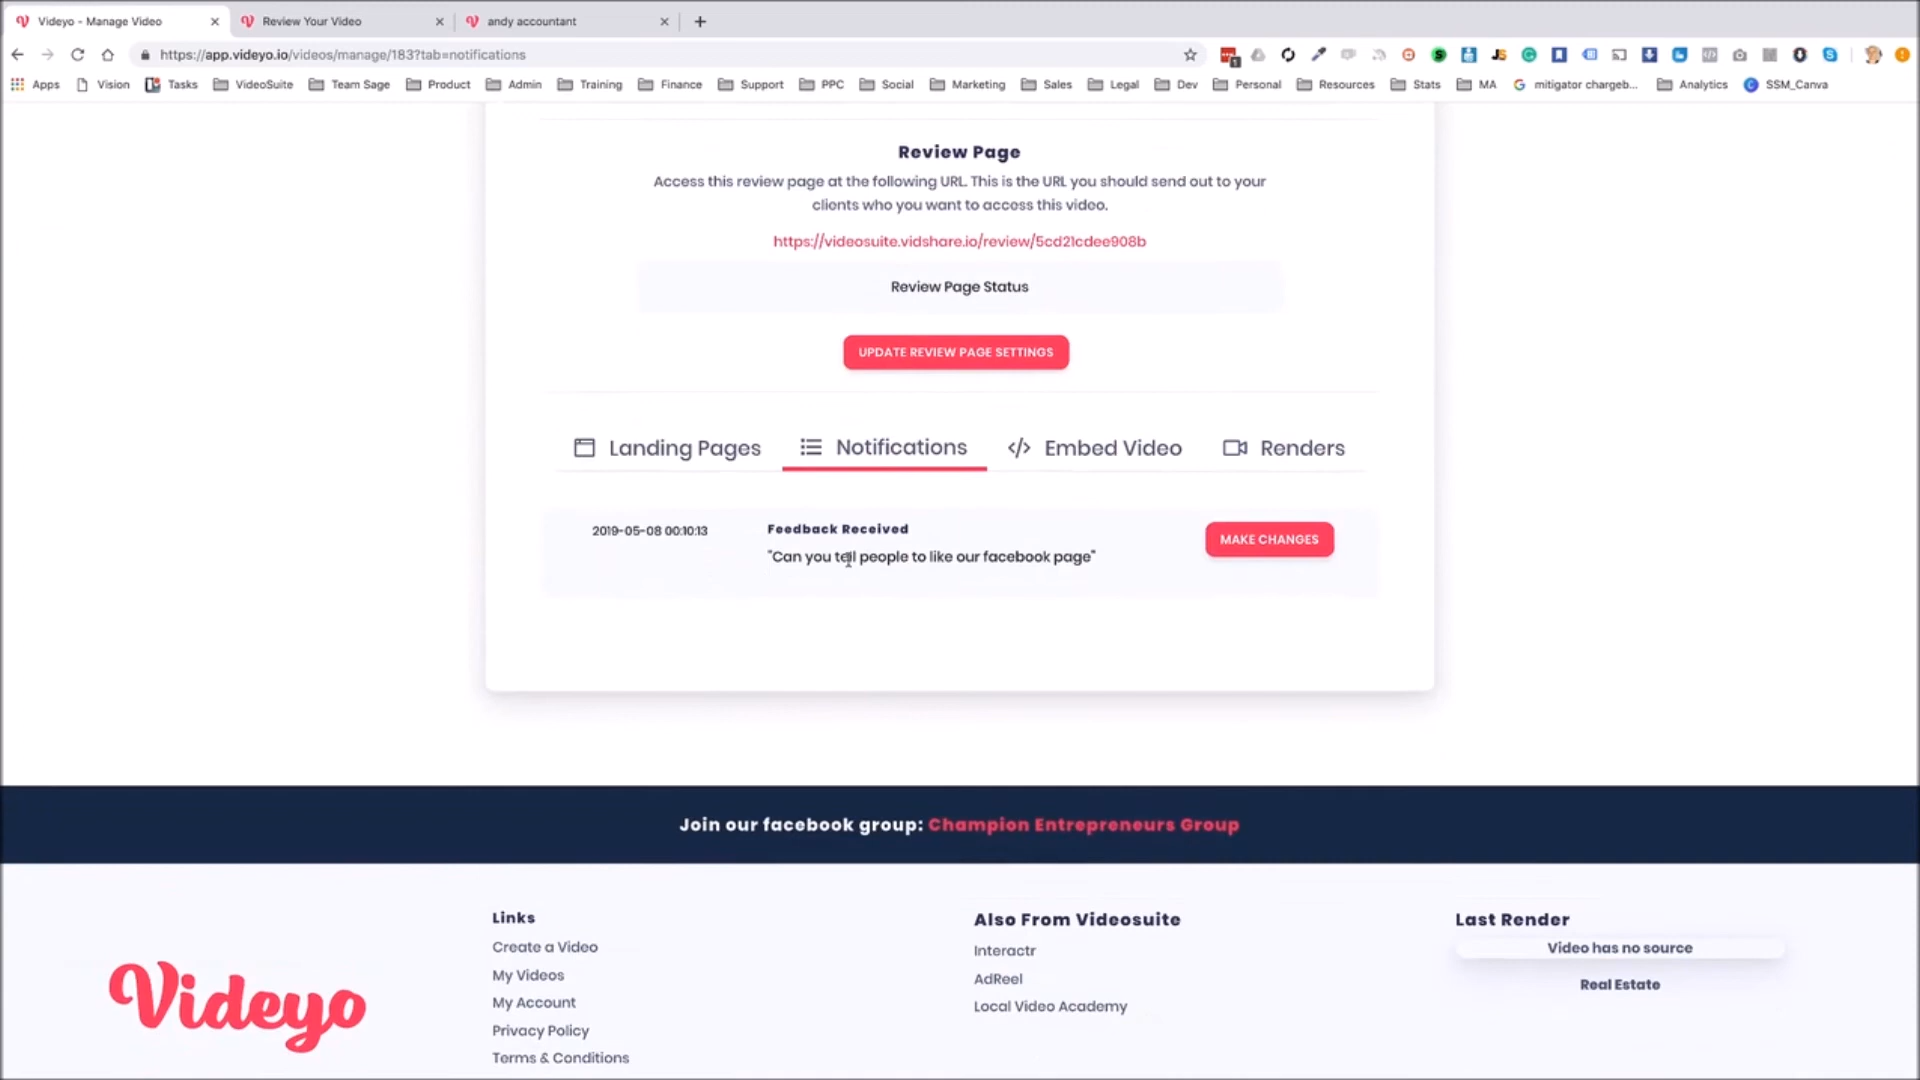 Videyo - Manage Video
Review Your Video
andy accountant
https://app.videyo.io/videos/manage/183?tab=notifications
Apps Vision Tasks VideoSuite Team Sage Product Admin Training Finance Support PPC Social Marketing Sales Legal Dev Personal Resources Stats MA mitigator chargeb... Analytics SSM_Canva
Review Page
Access this review page at the following URL. This is the URL you should send out to your
clients who you want to access this video.
https://videosuite.vidshare.io/review/5cd21cdee908b
Review Page Status
UPDATE REVIEW PAGE SETTINGS
Landing Pages Notifications Embed Video Renders
2019-05-08 00:10:13
Feedback Received
"Can you tell people to like our facebook page"
MAKE CHANGES
Join our facebook group: Champion Entrepreneurs Group
Videyo
Links
Create a Video
My Videos
My Account
Privacy Policy
Terms & Conditions
Also From Videosuite
Interactr
AdReel
Local Video Academy
Last Render
Video has no source
Real Estate